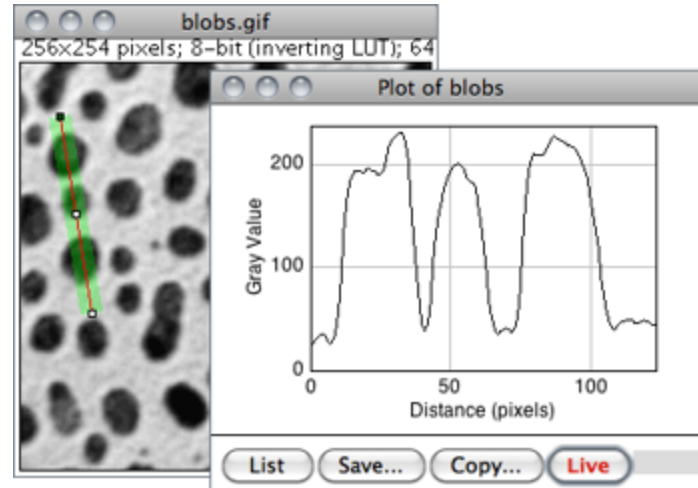 blobs.gif
256x254 pixels; 8-bit (inverting LUT); 64
Plot of blobs
200
100
0
Gray Value
0 50 100
Distance (pixels)
List Save... Copy... Live